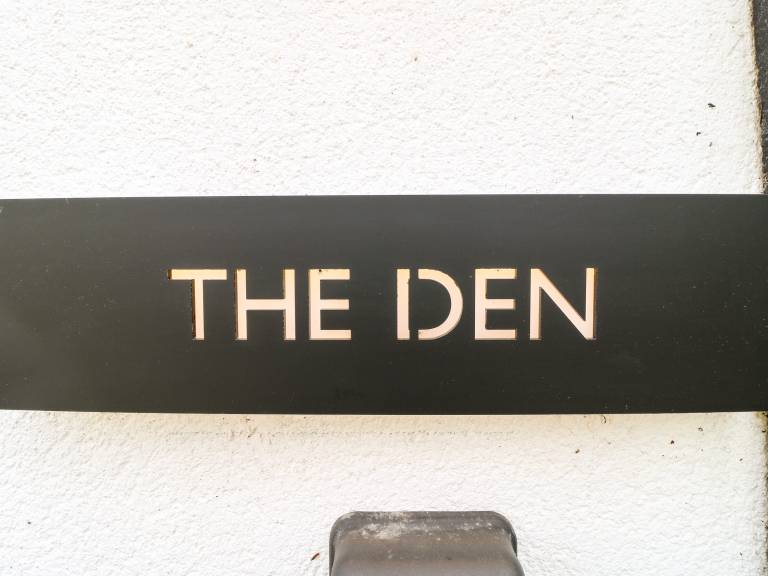 THE DEN